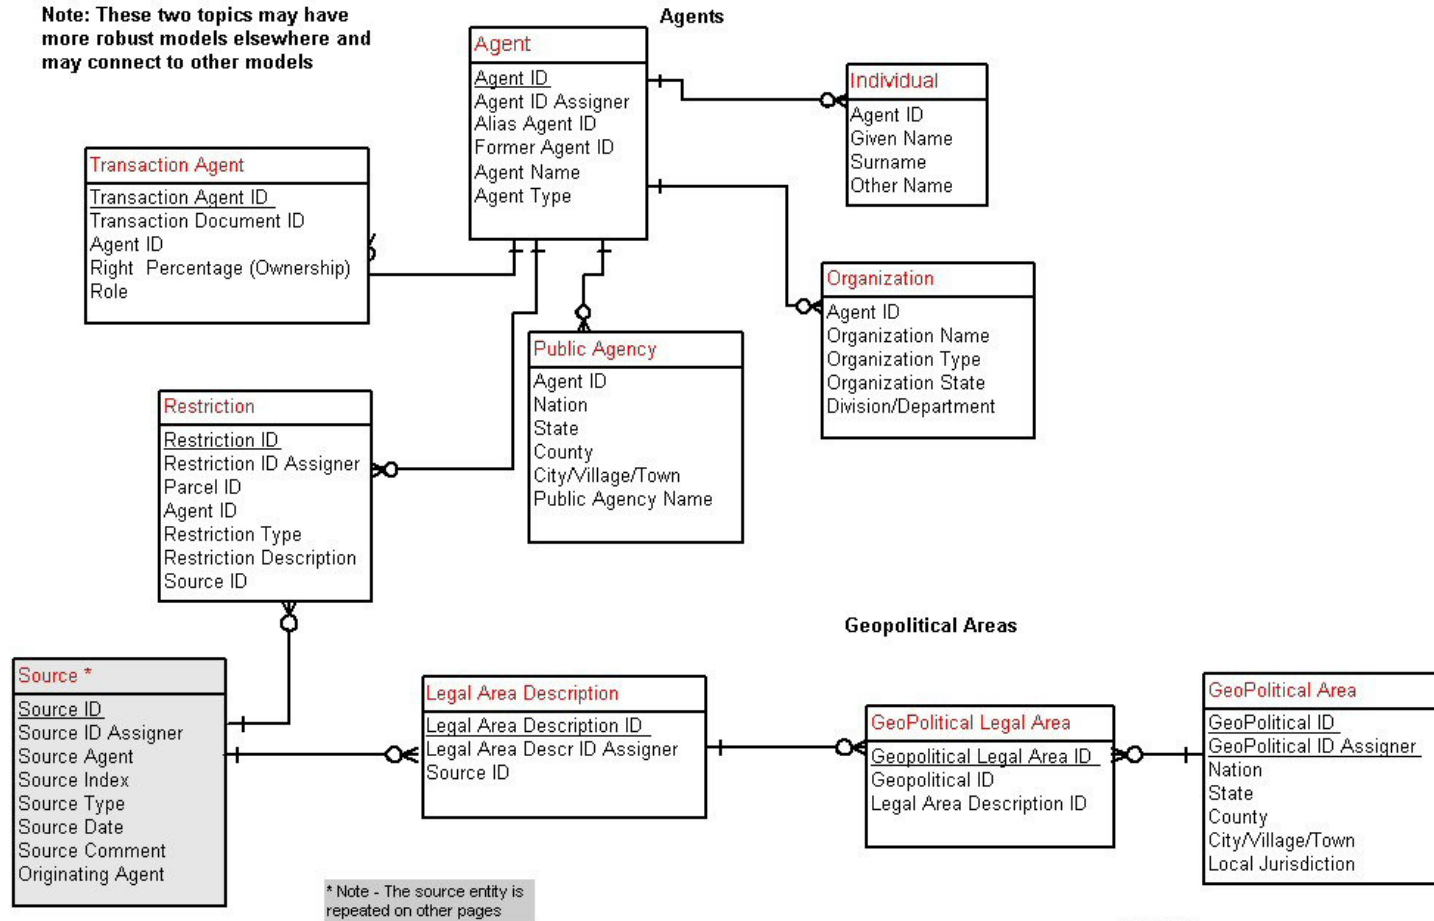 Note: These two topics may have
more robust models elsewhere and
may connect to other models
Agents
Agent
Agent ID
Agent ID Assigner
Alias Agent ID
Former Agent ID
Agent Name
Agent Type
Individual
Agent ID
Given Name
Surname
Other Name
Transaction Agent
Transaction Agent ID
Transaction Document ID
Agent ID
Right Percentage (Ownership)
Role
Organization
Agent ID
Organization Name
Organization Type
Organization State
Division/Department
Public Agency
Agent ID
Nation
State
County
City/Village/Town
Public Agency Name
Restriction
Restriction ID
Restriction ID Assigner
Parcel ID
Agent ID
Restriction Type
Restriction Description
Source ID
Geopolitical Areas
Source *
Source ID
Source ID Assigner
Source Agent
Source Index
Source Type
Source Date
Source Comment
Originating Agent
Legal Area Description
Legal Area Description ID
Legal Area Descr ID Assigner
Source ID
GeoPolitical Legal Area
Geopolitical Legal Area ID
Geopolitical ID
Legal Area Description ID
GeoPolitical Area
GeoPolitical ID
GeoPolitical ID Assigner
Nation
State
County
City/Village/Town
Local Jurisdiction
* Note - The source entity is
repeated on other pages